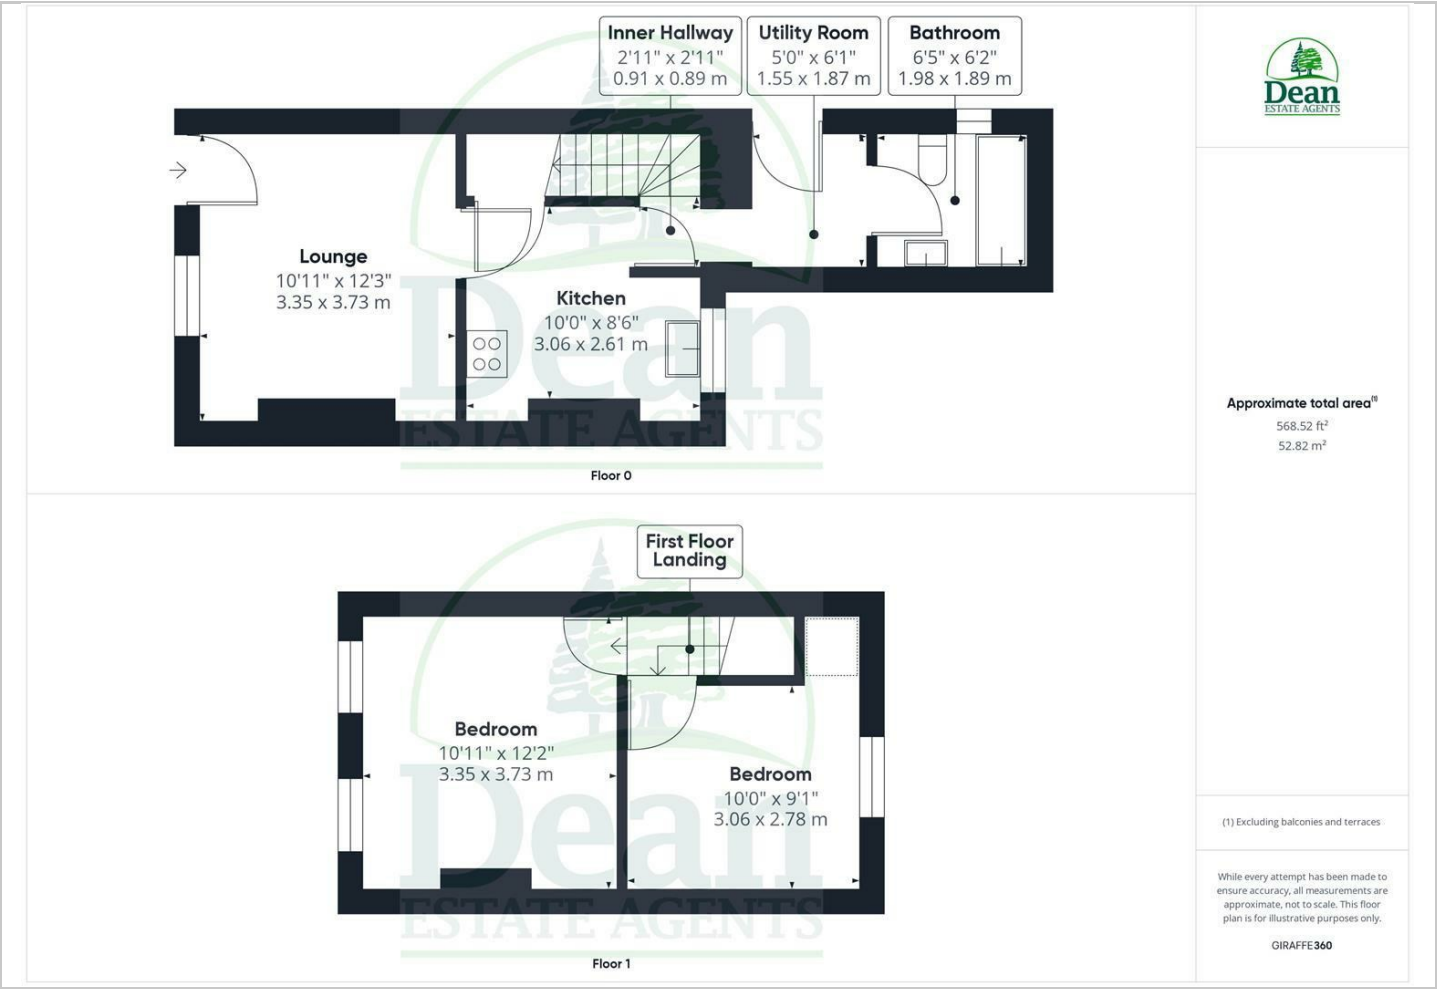 Inner Hallway
2'11" x 2'11"
0.91 x 0.89 m
Utility Room
5'0" x 6'1"
1.55 x 1.87 m
Bathroom
6'5" x 6'2"
1.98 x 1.89 m
Lounge
10'11" x 12'3"
3.35 x 3.73 m
Kitchen
10'0" x 8'6"
3.06 x 2.61 m
Dean
ESTATE AGENTS
Floor 0
First Floor
Landing
Bedroom
10'11" x 12'2"
3.35 x 3.73 m
Bedroom
10'0" x 9'1"
3.06 x 2.78 m
Dean
ESTATE AGENTS
Floor 1
Dean
ESTATE AGENTS
Approximate total area(1)
568.52 ft²
52.82 m²
(1) Excluding balconies and terraces
While every attempt has been made to
ensure accuracy, all measurements are
approximate, not to scale. This floor
plan is for illustrative purposes only.
GIRAFFE360